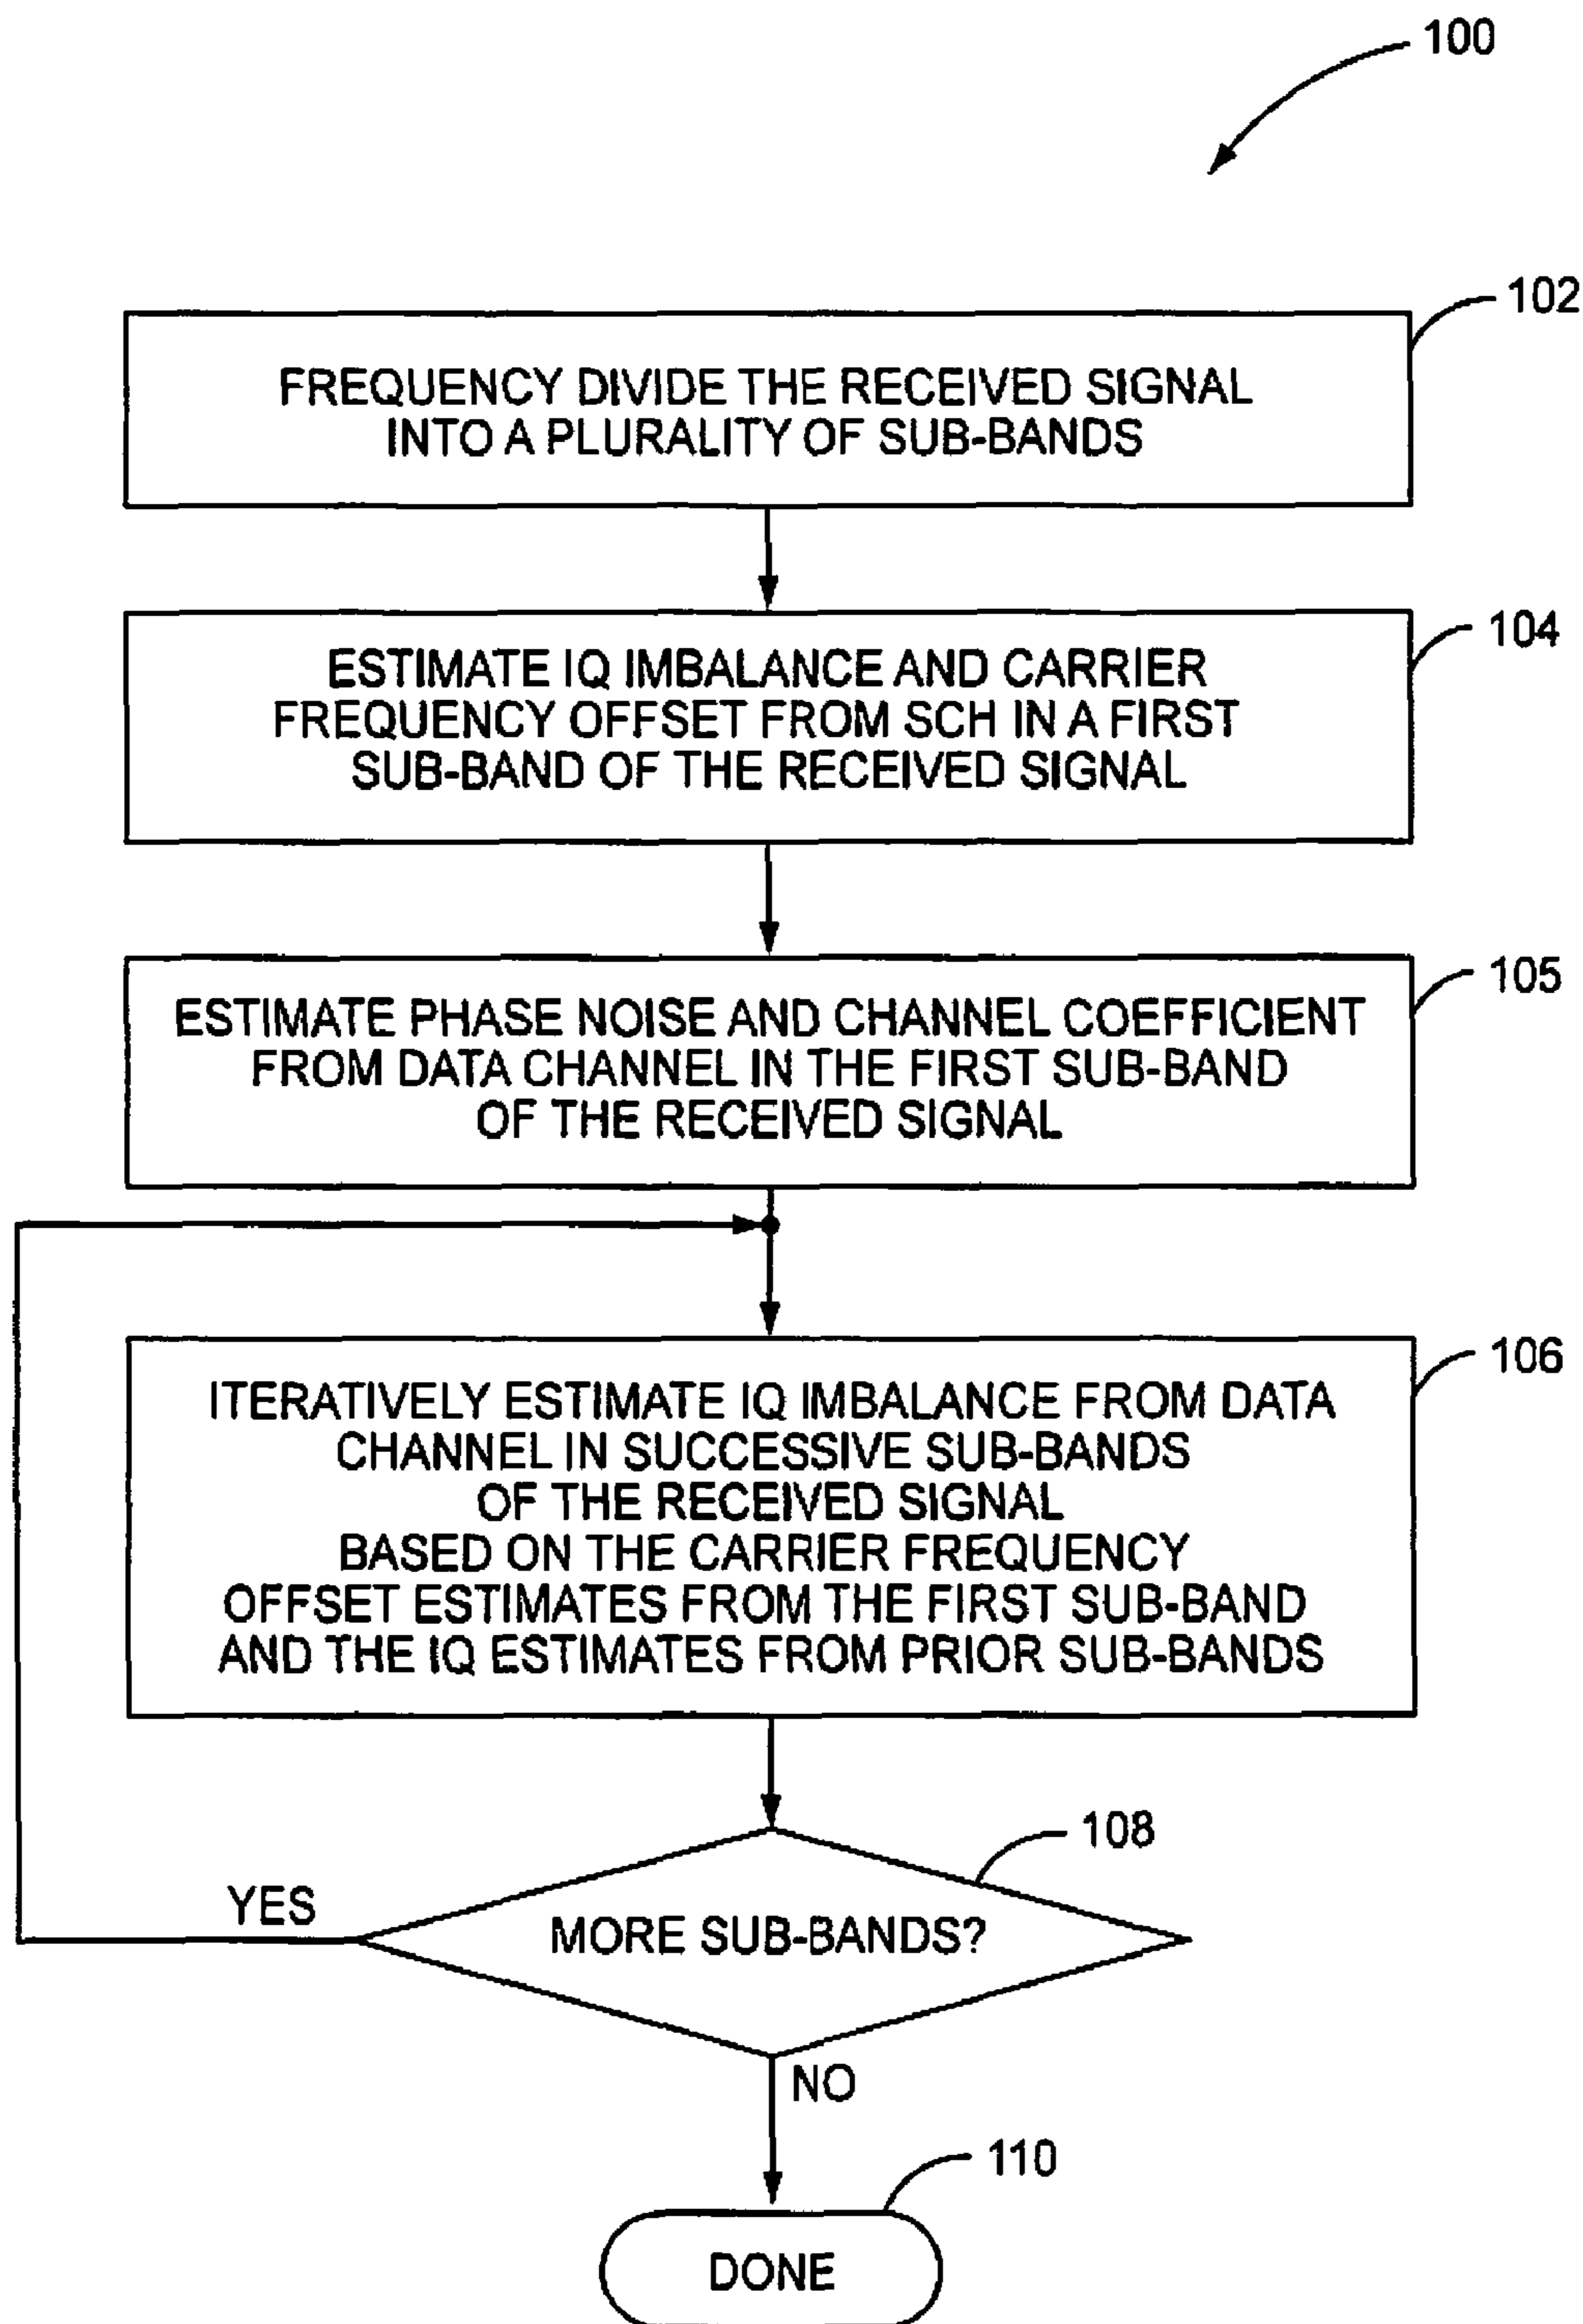 100
102
FREQUENCY DIVIDE THE RECEIVED SIGNAL
INTO A PLURALITY OF SUB-BANDS
104
ESTIMATE IQ IMBALANCE AND CARRIER
FREQUENCY OFFSET FROM SCH IN A FIRST
SUB-BAND OF THE RECEIVED SIGNAL
105
ESTIMATE PHASE NOISE AND CHANNEL COEFFICIENT
FROM DATA CHANNEL IN THE FIRST SUB-BAND
OF THE RECEIVED SIGNAL
106
ITERATIVELY ESTIMATE IQ IMBALANCE FROM DATA
CHANNEL IN SUCCESSIVE SUB-BANDS
OF THE RECEIVED SIGNAL
BASED ON THE CARRIER FREQUENCY
OFFSET ESTIMATES FROM THE FIRST SUB-BAND
AND THE IQ ESTIMATES FROM PRIOR SUB-BANDS
108
YES
MORE SUB-BANDS?
NO
110
DONE